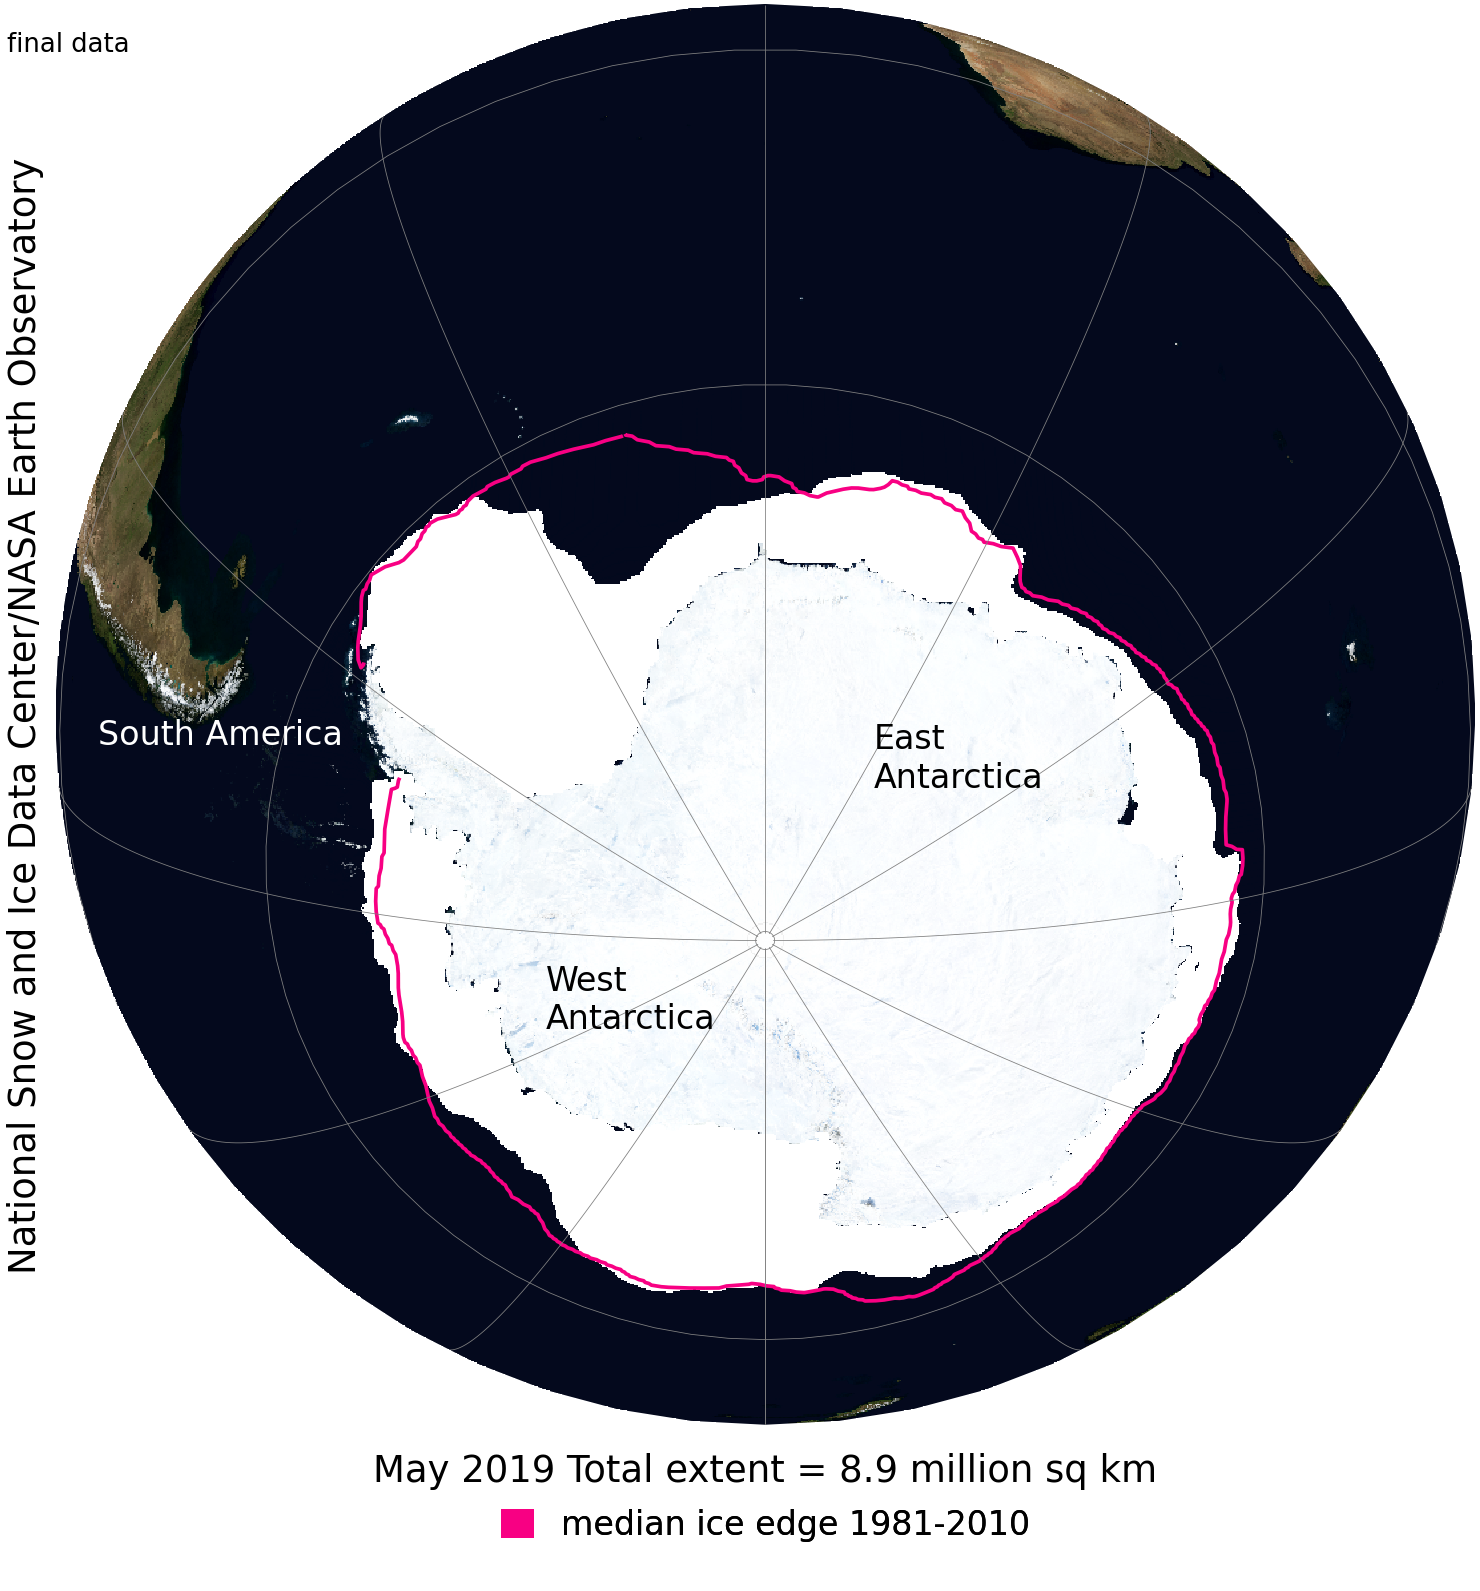 final data
National Snow and Ice Data Center/NASA Earth Observatory
South America
East
Antarctica
West
Antarctica
May 2019 Total extent = 8.9 million sq km
median ice edge 1981-2010